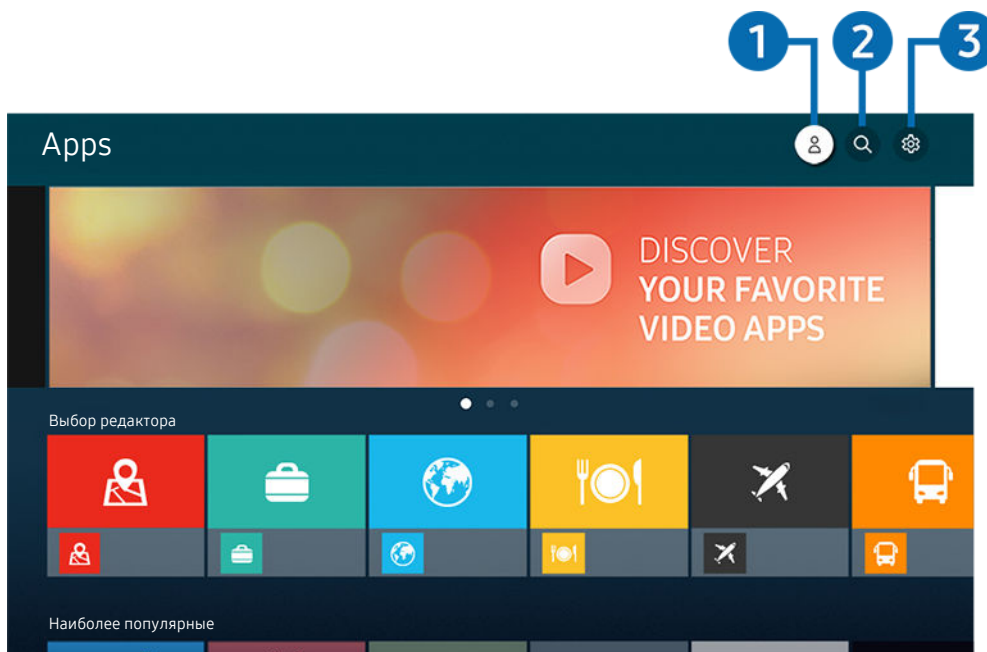 1 2 3
Apps
DISCOVER
YOUR FAVORITE
VIDEO APPS
Выбор редактора
Наиболее популярные